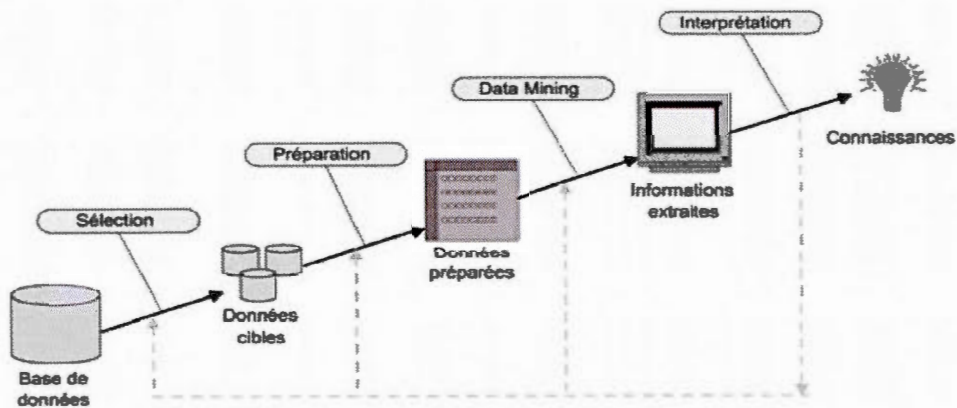 Interprétation
Data Mining
Connaissances
Préparation
Informations
extraites
Sélection
Données
préparées
Données
cibles
Base de
données